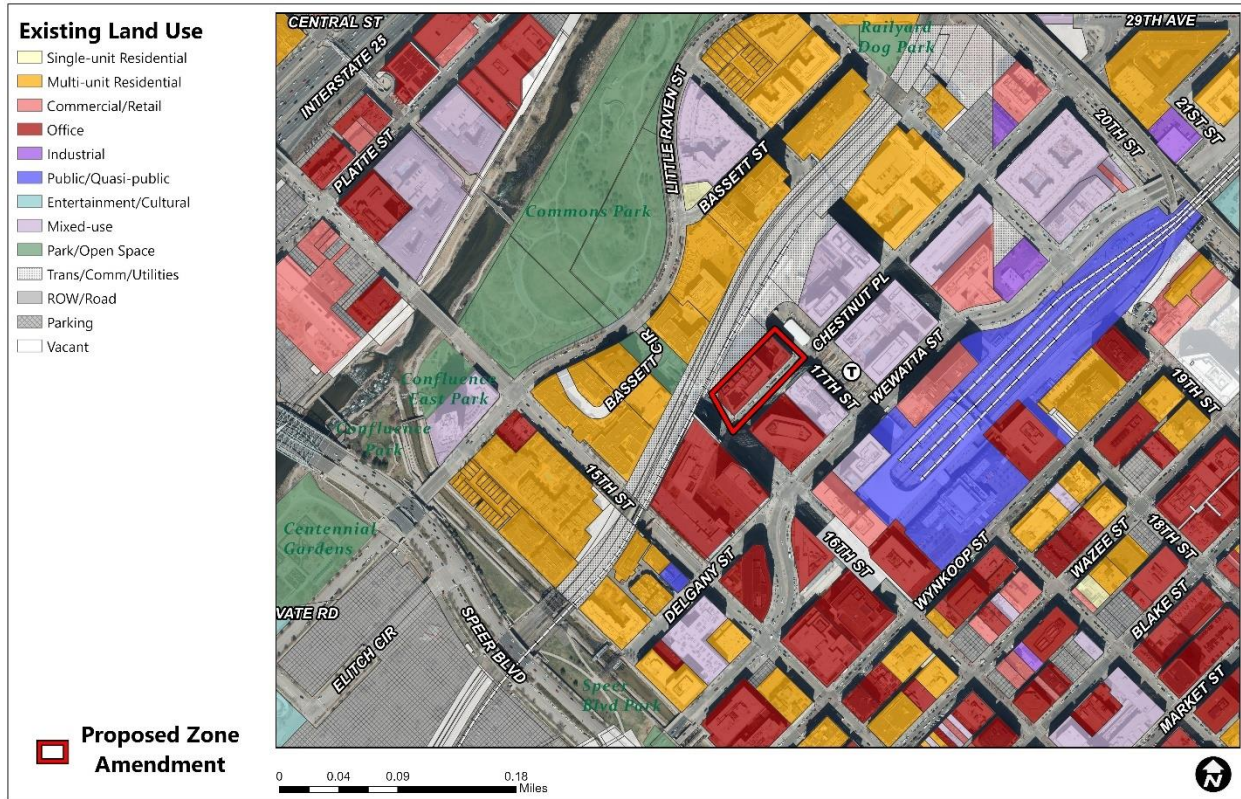 Existing Land Use
Single-unit Residential
Multi-unit Residential
Commercial/Retail
Office
Industrial
Public/Quasi-public
Entertainment/Cultural
Mixed-use
Park/Open Space
Trans/Comm/Utilities
ROW/Road
Parking
Vacant
Proposed Zone
Amendment
CENTRAL ST
INTERSTATE 25
PLATTE ST
LITTLE RAVEN ST
Railyard
Dog Park
29TH AVE
20TH ST
21ST ST
BASSETT ST
Commons Park
CHESTNUT PL
BASSETT CIR
17TH ST
T
WEWATTA ST
19TH ST
Confluence
East Park
Confluence
Park
15TH ST
Centennial
Gardens
16TH ST
WYNKOOP ST
WAZEE ST
18TH ST
DELGANY ST
BLAKE ST
VATE RD
ELITCH CIR
SPEER BLVD
Speer
Blvd Park
MARKET ST
0 0.04 0.09 0.18
Miles
N